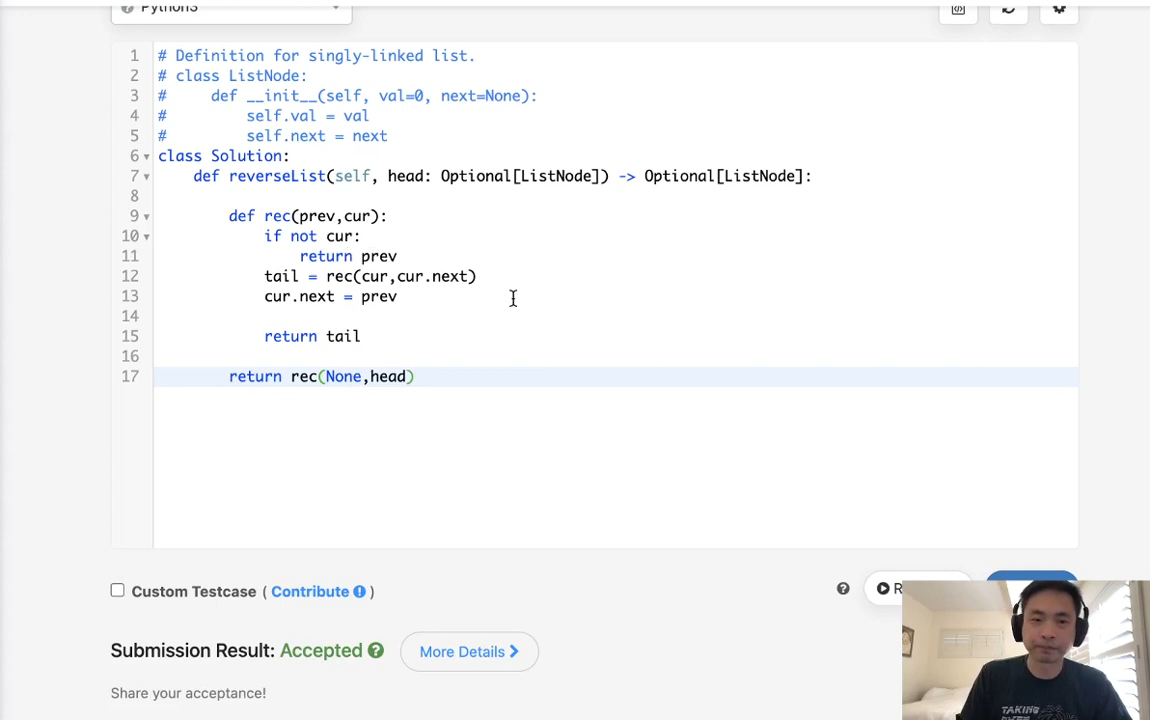 Python3
1 # Definition for singly-linked list.
2 # class ListNode:
3 #     def __init__(self, val=0, next=None):
4 #         self.val = val
5 #         self.next = next
6 class Solution:
7     def reverseList(self, head: Optional[ListNode]) -> Optional[ListNode]:
8
9         def rec(prev,cur):
10             if not cur:
11                 return prev
12             tail = rec(cur,cur.next)
13             cur.next = prev
14
15             return tail
16
17         return rec(None,head)
Custom Testcase ( Contribute )
Submission Result: Accepted
More Details
Share your acceptance!
TAKING